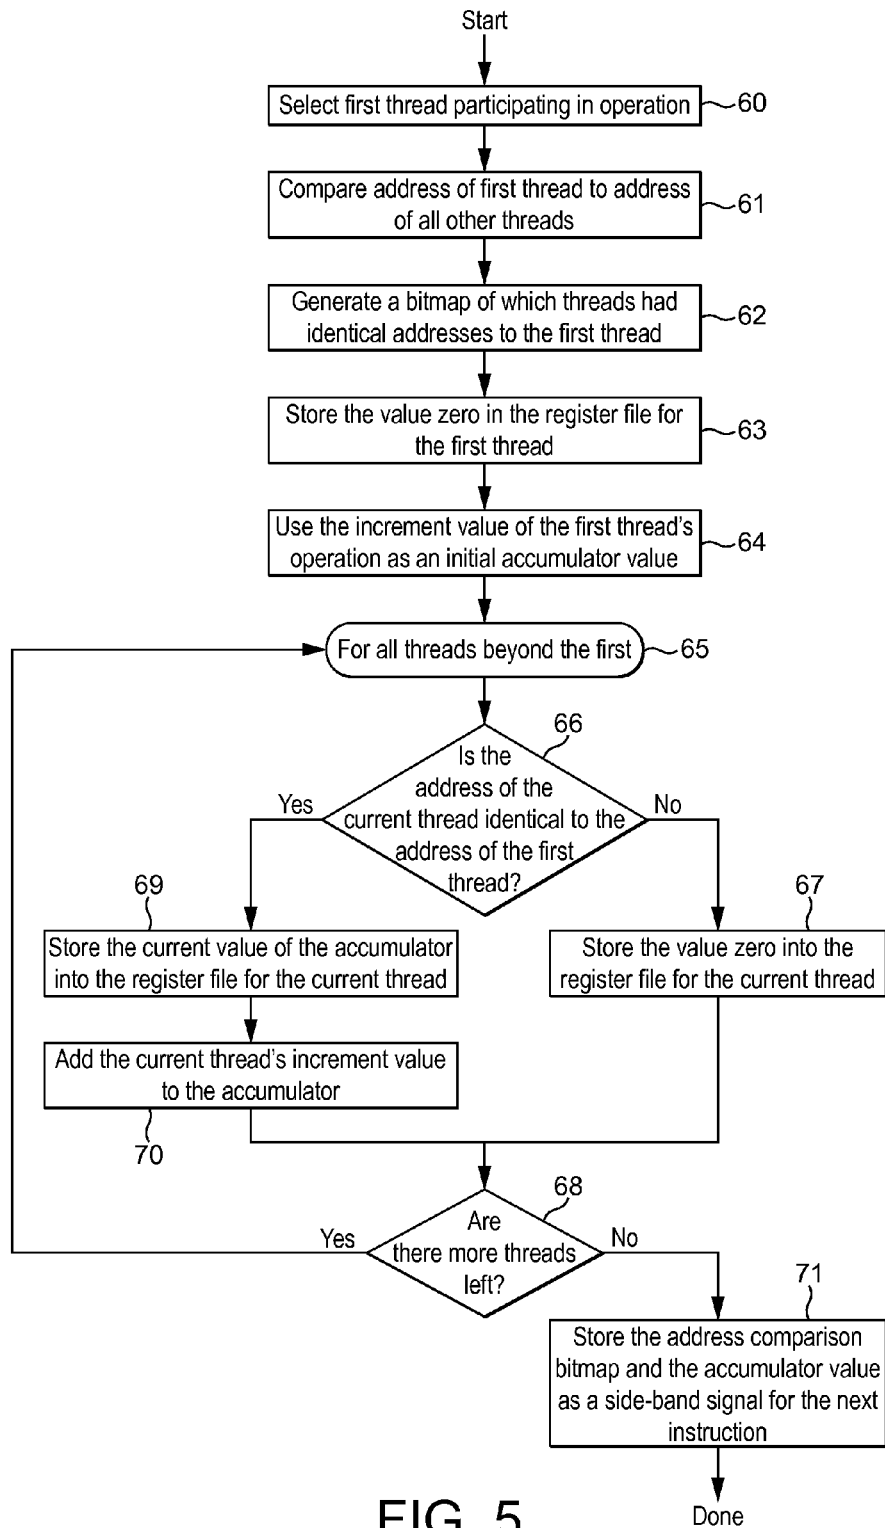 Start
Select first thread participating in operation
60
Compare address of first thread to address
of all other threads
61
Generate a bitmap of which threads had
identical addresses to the first thread
62
Store the value zero in the register file for
the first thread
63
Use the increment value of the first thread's
operation as an initial accumulator value
64
For all threads beyond the first
65
66
Is the
address of the
current thread identical to the
address of the first
thread?
Yes
No
69
Store the current value of the accumulator
into the register file for the current thread
67
Store the value zero into the
register file for the current thread
Add the current thread's increment value
to the accumulator
70
68
Are
there more threads
left?
Yes
No
71
Store the address comparison
bitmap and the accumulator value
as a side-band signal for the next
instruction
Done
FIG. 5